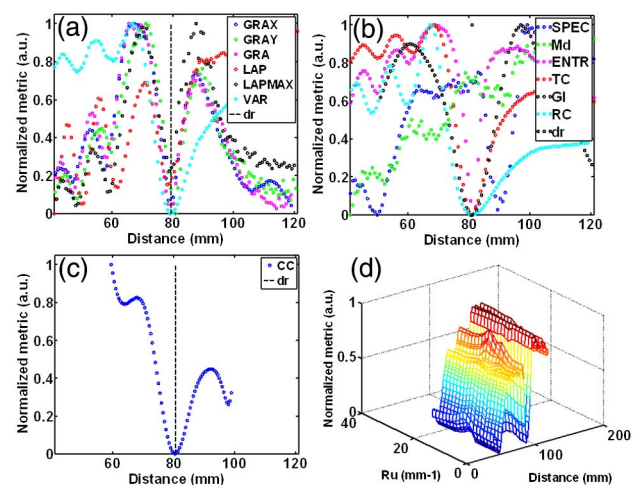 (a)
Normalized metric (a.u.)
1
0.8
0.6
0.4
0.2
0
60
80
100
120
Distance (mm)
GRAX
GRAY
GRA
LAP
LAPMAX
VAR
dr
(b)
Normalized metric (a.u.)
1
0.8
0.6
0.4
0.2
0
40
60
80
100
120
Distance (mm)
SPEC
Md
ENTR
TC
GI
RC
dr
(c)
Normalized metric (a.u.)
1
0.8
0.6
0.4
0.2
0
60
80
100
120
Distance (mm)
CC
dr
(d)
Normalized metric (a.u.)
1
0.5
0
40
20
0
Ru (mm-1)
0
100
200
Distance (mm)